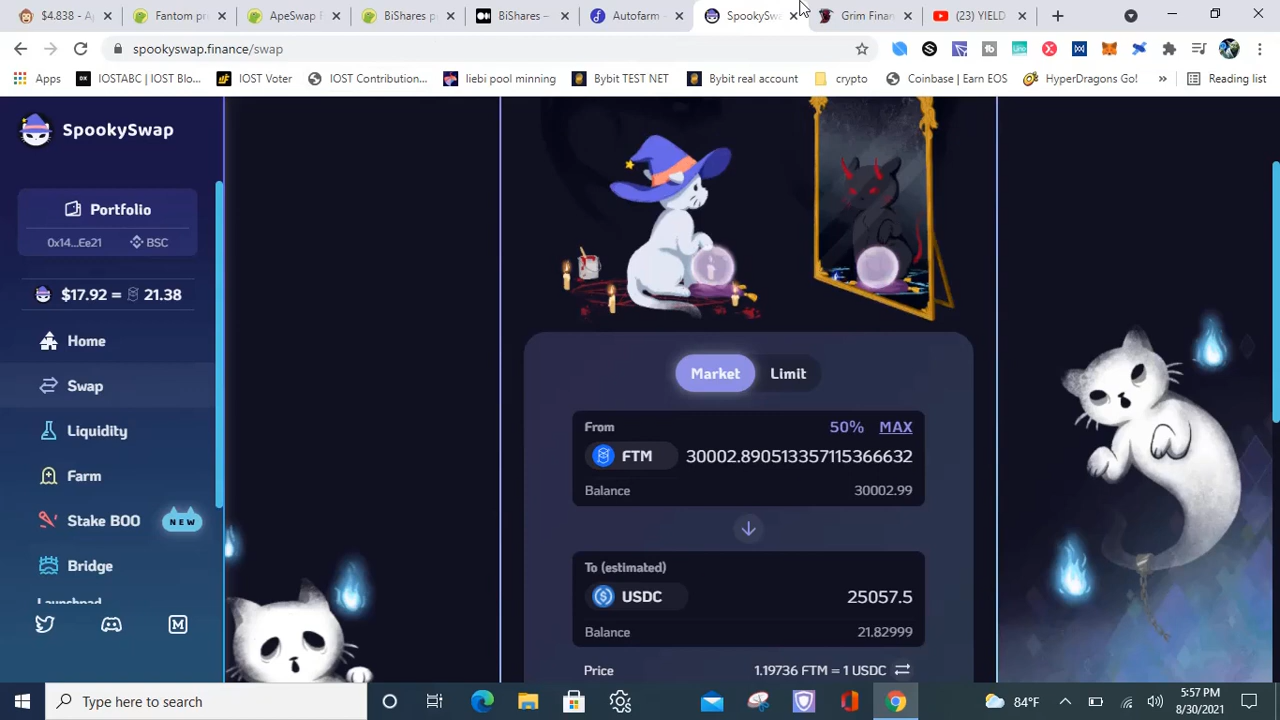 $4.838 - A
Fantom pr
ApeSwap F
BiShares p
BiShares –
Autofarm -
SpookySwa
Grim Finan
(23) YIELD
spookyswap.finance/swap
Apps
IOSTABC | IOST Blo...
IOST Voter
IOST Contribution...
liebi pool minning
Bybit TEST NET
Bybit real account
crypto
Coinbase | Earn EOS
HyperDragons Go!
»
Reading list
SpookySwap
Portfolio
0x14...Ee21
BSC
$17.92 = 21.38
Home
Swap
Liquidity
Farm
Stake BOO
NEW
Bridge
Launchpad
Market
Limit
From
50%
MAX
FTM
30002.890513357115366632
Balance
30002.99
To (estimated)
USDC
25057.5
Balance
21.82999
Price
1.19736 FTM = 1 USDC
Type here to search
84°F
5:57 PM
8/30/2021